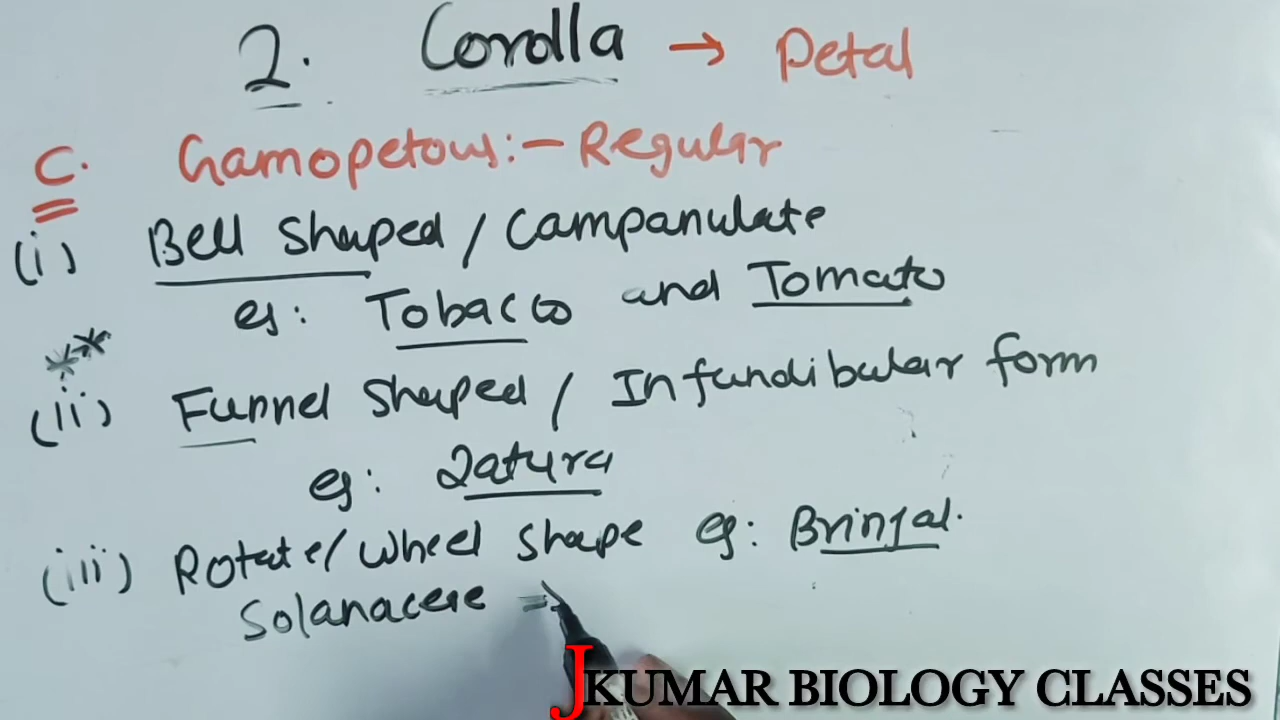 2. Corolla → Petal
C. Gamopetous:- Regular
(i) Bell Shaped / Campanulate
eg: Tobacco and Tomato
**
(ii) Funnel Shaped / Infundibular form
eg: Datura
(iii) Rotate/Wheel Shape eg: Brinjal.
Solanaceae =
JKUMAR BIOLOGY CLASSES